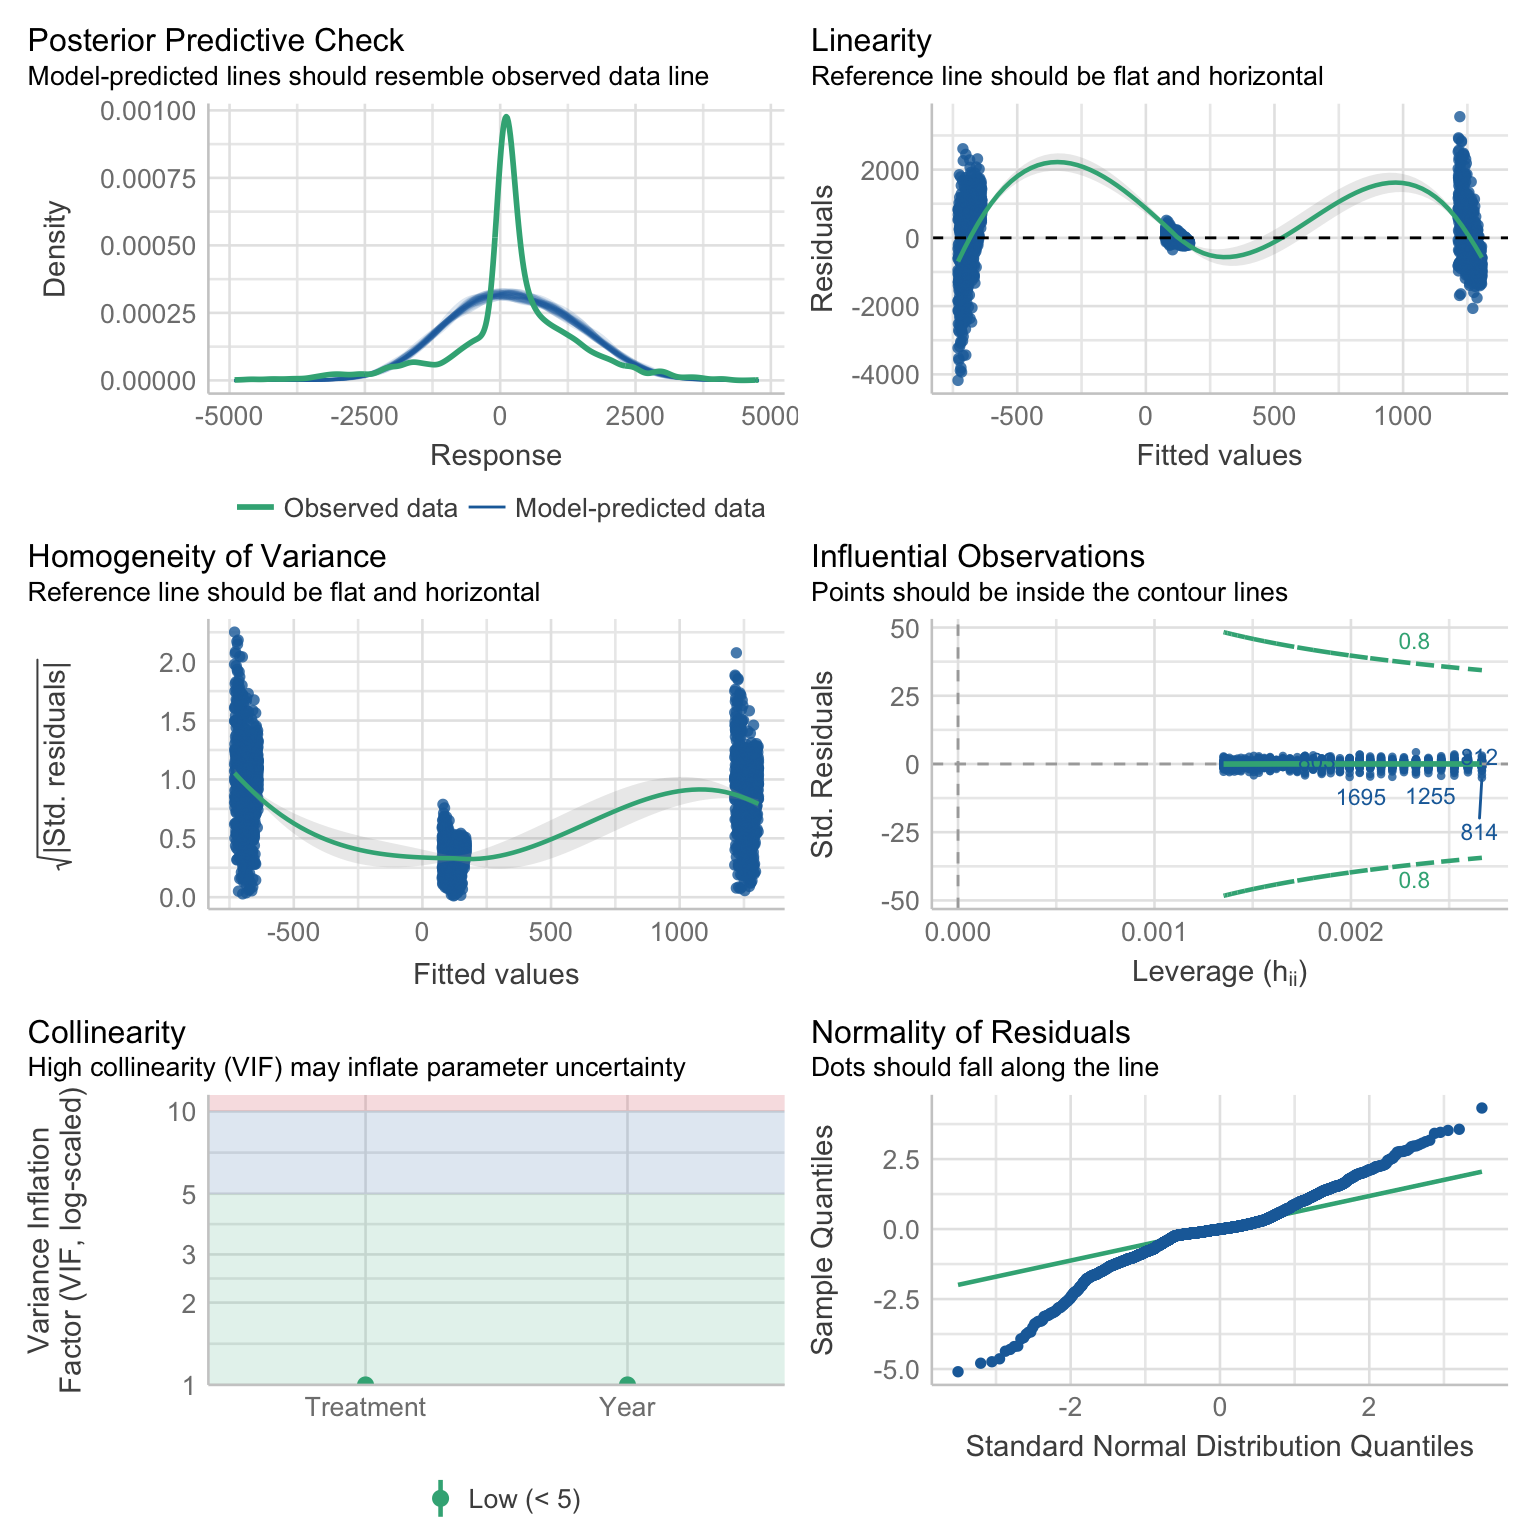 Posterior Predictive Check
Model-predicted lines should resemble observed data line
0.00100
0.00075
0.00050
0.00025
0.00000
Density
-5000
-2500
0
2500
5000
Response
Observed data
Model-predicted data
Linearity
Reference line should be flat and horizontal
2000
0
-2000
-4000
Residuals
-500
0
500
1000
Fitted values
Homogeneity of Variance
Reference line should be flat and horizontal
2.0
1.5
1.0
0.5
0.0
√|Std. residuals|
-500
0
500
1000
Fitted values
Influential Observations
Points should be inside the contour lines
50
25
0
-25
-50
Std. Residuals
0.8
812
1695
1255
814
0.8
0.000
0.001
0.002
Leverage (hii)
Collinearity
High collinearity (VIF) may inflate parameter uncertainty
10
5
3
2
1
Variance Inflation
Factor (VIF, log-scaled)
Treatment
Year
Low (< 5)
Normality of Residuals
Dots should fall along the line
2.5
0.0
-2.5
-5.0
Sample Quantiles
-2
0
2
Standard Normal Distribution Quantiles